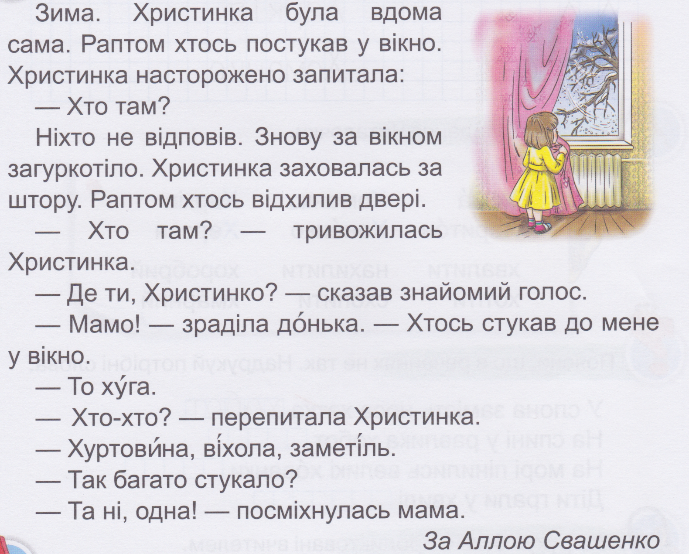 Зима. Христинка була вдома
сама. Раптом хтось постукав у вікно.
Христинка насторожено запитала:
— Хто там?
Ніхто не відповів. Знову за вікном
загуркотіло. Христинка заховалась за
штору. Раптом хтось відхилив двері.
— Хто там? — тривожилась
Христинка.
— Де ти, Христинко? — сказав знайомий голос.
— Мамо! — зраділа до́нька. — Хтось стукав до мене
у вікно.
— То ху́га.
— Хто-хто? — перепитала Христинка.
— Хуртови́на, ві́хола, заметі́ль.
— Так багато стукало?
— Та ні, одна! — посміхнулась мама.
За Аллою Свашенко